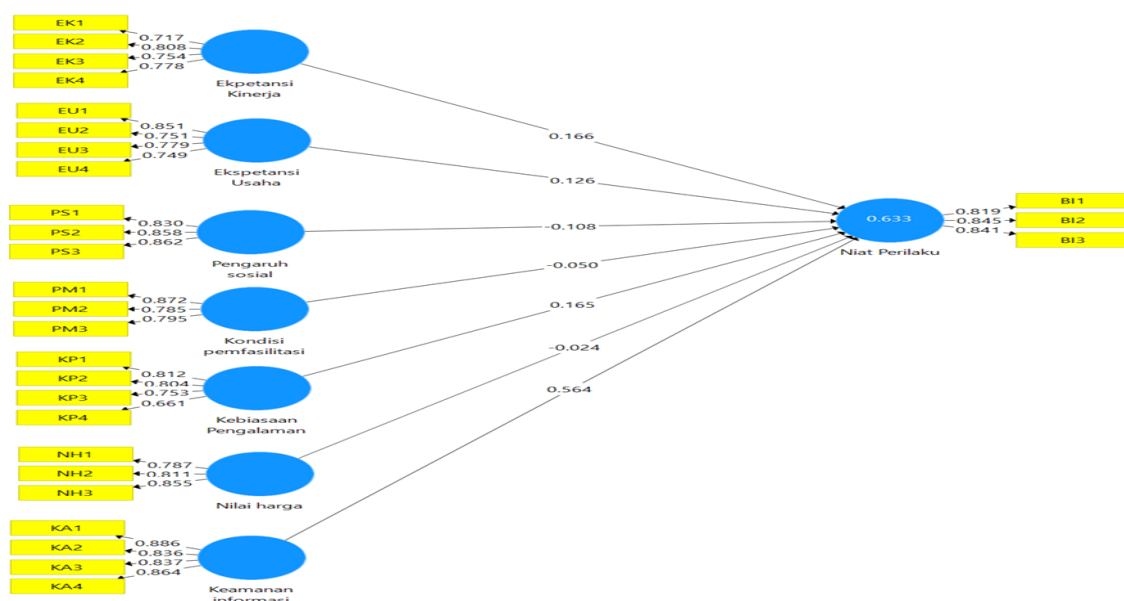 EK1
EK2
EK3
EK4
0.717
0.808
0.754
0.778
Ekpetansi
Kinerja
EU1
EU2
EU3
EU4
0.851
0.751
0.779
0.749
Ekspetansi
Usaha
PS1
PS2
PS3
0.830
0.858
0.862
Pengaruh
sosial
PM1
PM2
PM3
0.872
0.785
0.795
Kondisi
pemfasilitasi
KP1
KP2
KP3
KP4
0.812
0.804
0.753
0.661
Kebiasaan
Pengalaman
NH1
NH2
NH3
0.787
0.811
0.855
Nilai harga
KA1
KA2
KA3
KA4
0.886
0.836
0.837
0.864
Keamanan
informasi
0.166
0.126
-0.108
-0.050
0.165
-0.024
0.564
0.633
Niat Perilaku
0.819
0.845
0.841
BI1
BI2
BI3